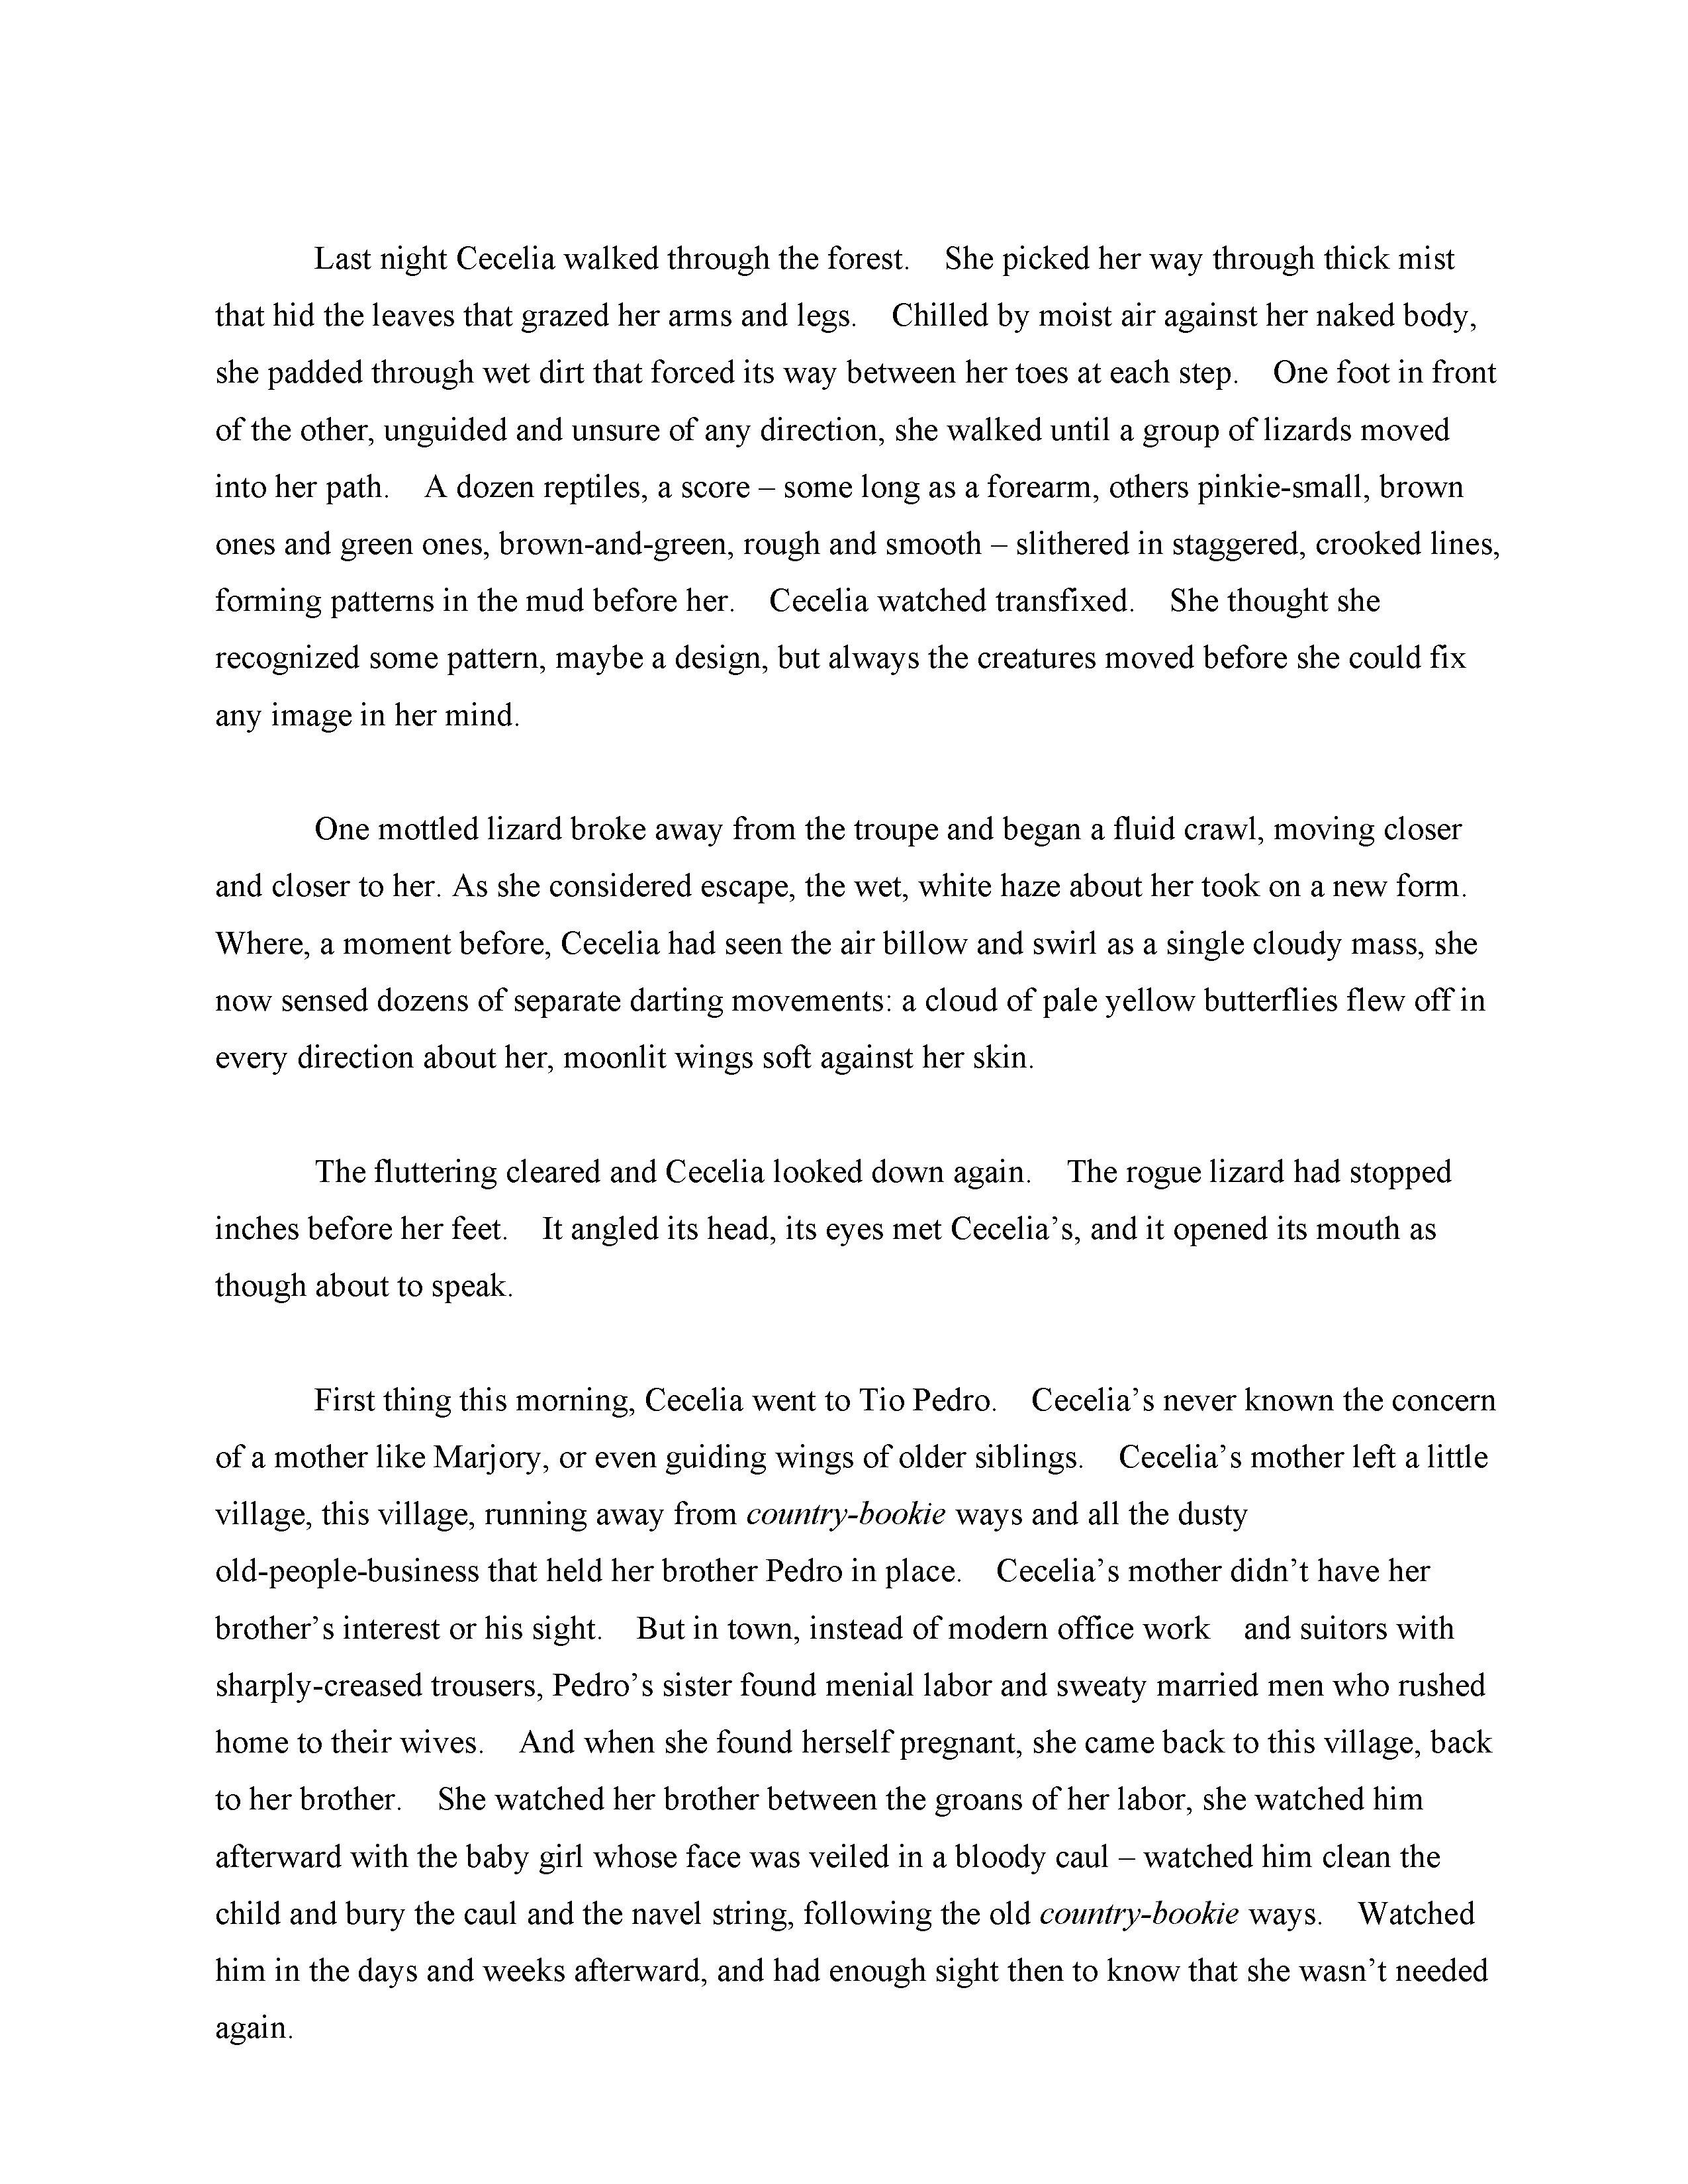 Last night Cecelia walked through the forest. She picked her way through thick mist
that hid the leaves that grazed her arms and legs. Chilled by moist air against her naked body,
she padded through wet dirt that forced its way between her toes at each step. One foot in front
of the other, unguided and unsure of any direction, she walked until a group of lizards moved
into her path. A dozen reptiles, a score – some long as a forearm, others pinkie-small, brown
ones and green ones, brown-and-green, rough and smooth – slithered in staggered, crooked lines,
forming patterns in the mud before her. Cecelia watched transfixed. She thought she
recognized some pattern, maybe a design, but always the creatures moved before she could fix
any image in her mind.
One mottled lizard broke away from the troupe and began a fluid crawl, moving closer
and closer to her. As she considered escape, the wet, white haze about her took on a new form.
Where, a moment before, Cecelia had seen the air billow and swirl as a single cloudy mass, she
now sensed dozens of separate darting movements: a cloud of pale yellow butterflies flew off in
every direction about her, moonlit wings soft against her skin.
The fluttering cleared and Cecelia looked down again. The rogue lizard had stopped
inches before her feet. It angled its head, its eyes met Cecelia’s, and it opened its mouth as
though about to speak.
First thing this morning, Cecelia went to Tio Pedro. Cecelia’s never known the concern
of a mother like Marjory, or even guiding wings of older siblings. Cecelia’s mother left a little
village, this village, running away from country-bookie ways and all the dusty
old-people-business that held her brother Pedro in place. Cecelia’s mother didn’t have her
brother’s interest or his sight. But in town, instead of modern office work and suitors with
sharply-creased trousers, Pedro’s sister found menial labor and sweaty married men who rushed
home to their wives. And when she found herself pregnant, she came back to this village, back
to her brother. She watched her brother between the groans of her labor, she watched him
afterward with the baby girl whose face was veiled in a bloody caul – watched him clean the
child and bury the caul and the navel string, following the old country-bookie ways. Watched
him in the days and weeks afterward, and had enough sight then to know that she wasn’t needed
again.